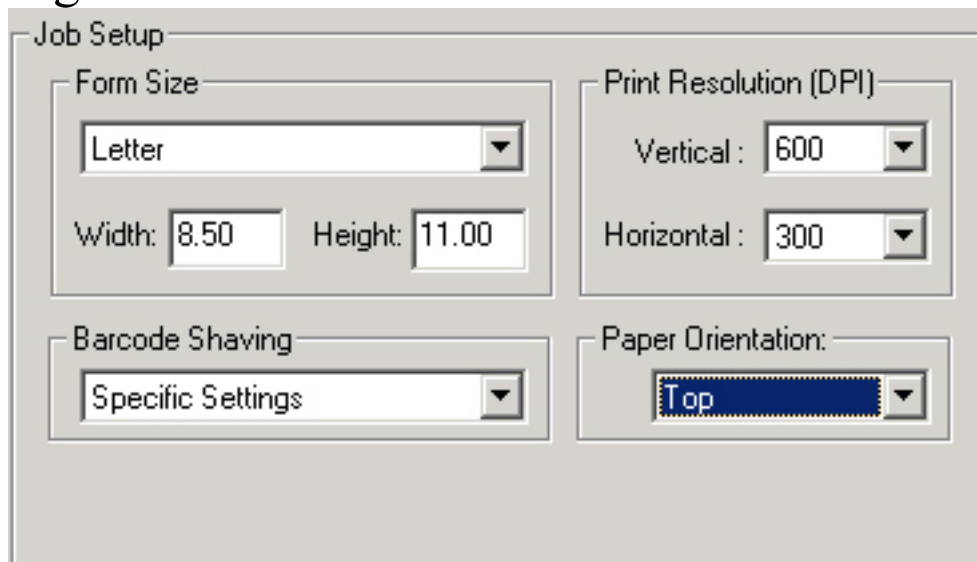 Job Setup
Form Size
Letter
Width: 8.50 Height: 11.00
Print Resolution (DPI)
Vertical : 600
Horizontal : 300
Barcode Shaving
Specific Settings
Paper Orientation:
Top